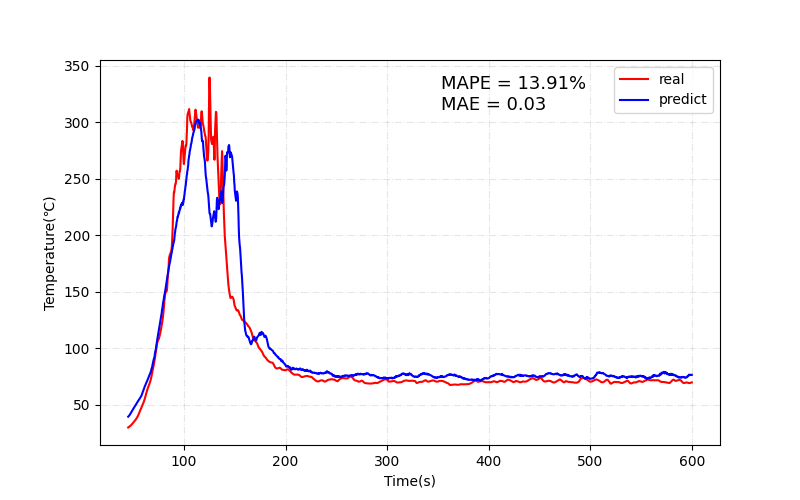 MAPE = 13.91%
MAE = 0.03
real
predict
Temperature(℃)
350
300
250
200
150
100
50
100 200 300 400 500 600
Time(s)